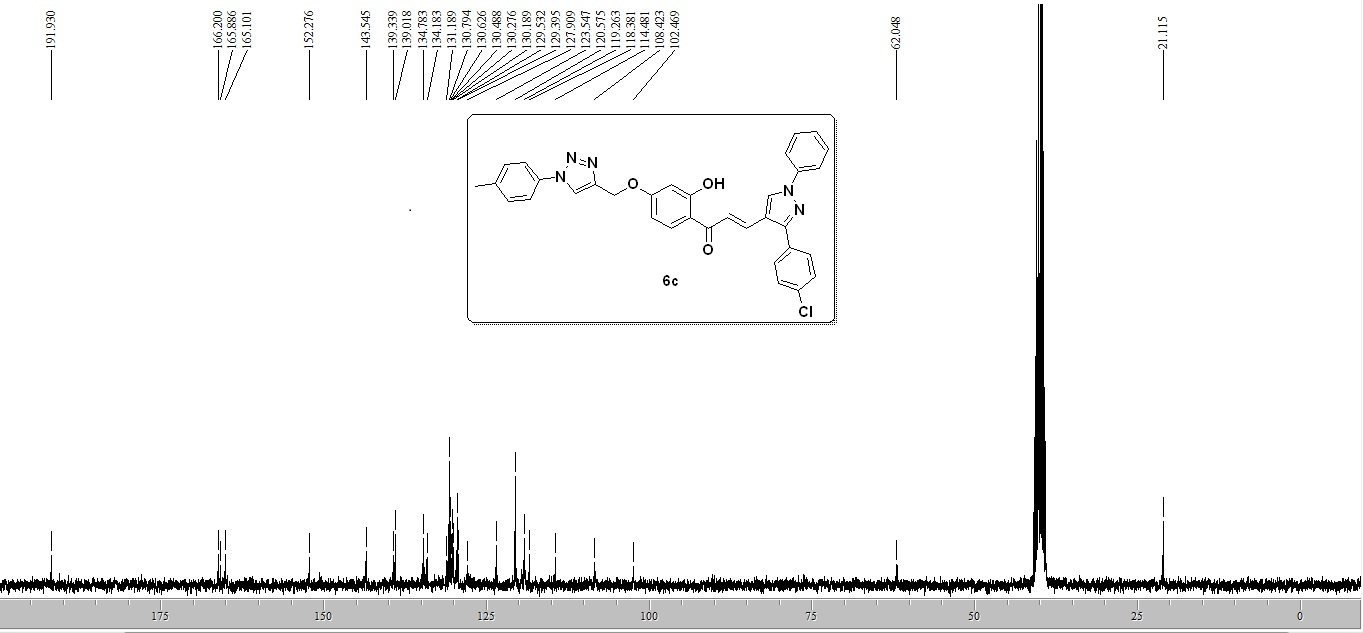 191.930
166.200
165.886
165.101
152.276
143.545
139.339
139.018
134.783
134.183
131.189
130.794
130.626
130.488
130.276
130.189
129.532
129.395
127.909
123.547
120.575
119.263
118.381
114.481
108.423
102.469
62.048
21.115
N N
N
O
OH
N
N
O
6c
Cl
175 150 125 100 75 50 25 0